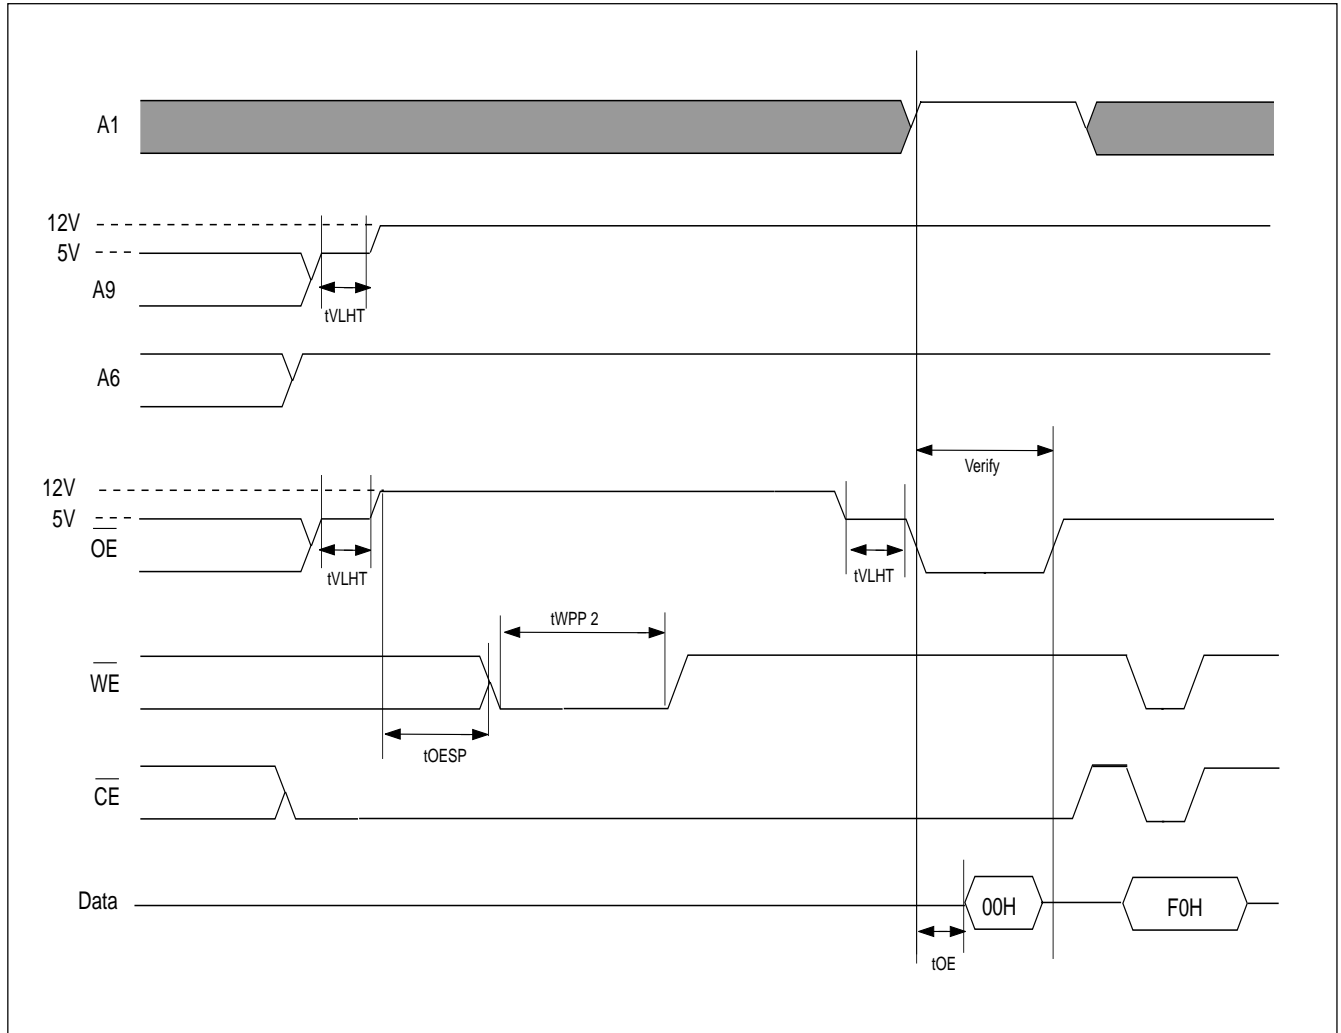 A1
12V
5V
A9
tVLHT
A6
Verify
12V
5V
OE
tVLHT
tVLHT
tWPP 2
WE
tOESP
CE
Data
00H
F0H
tOE